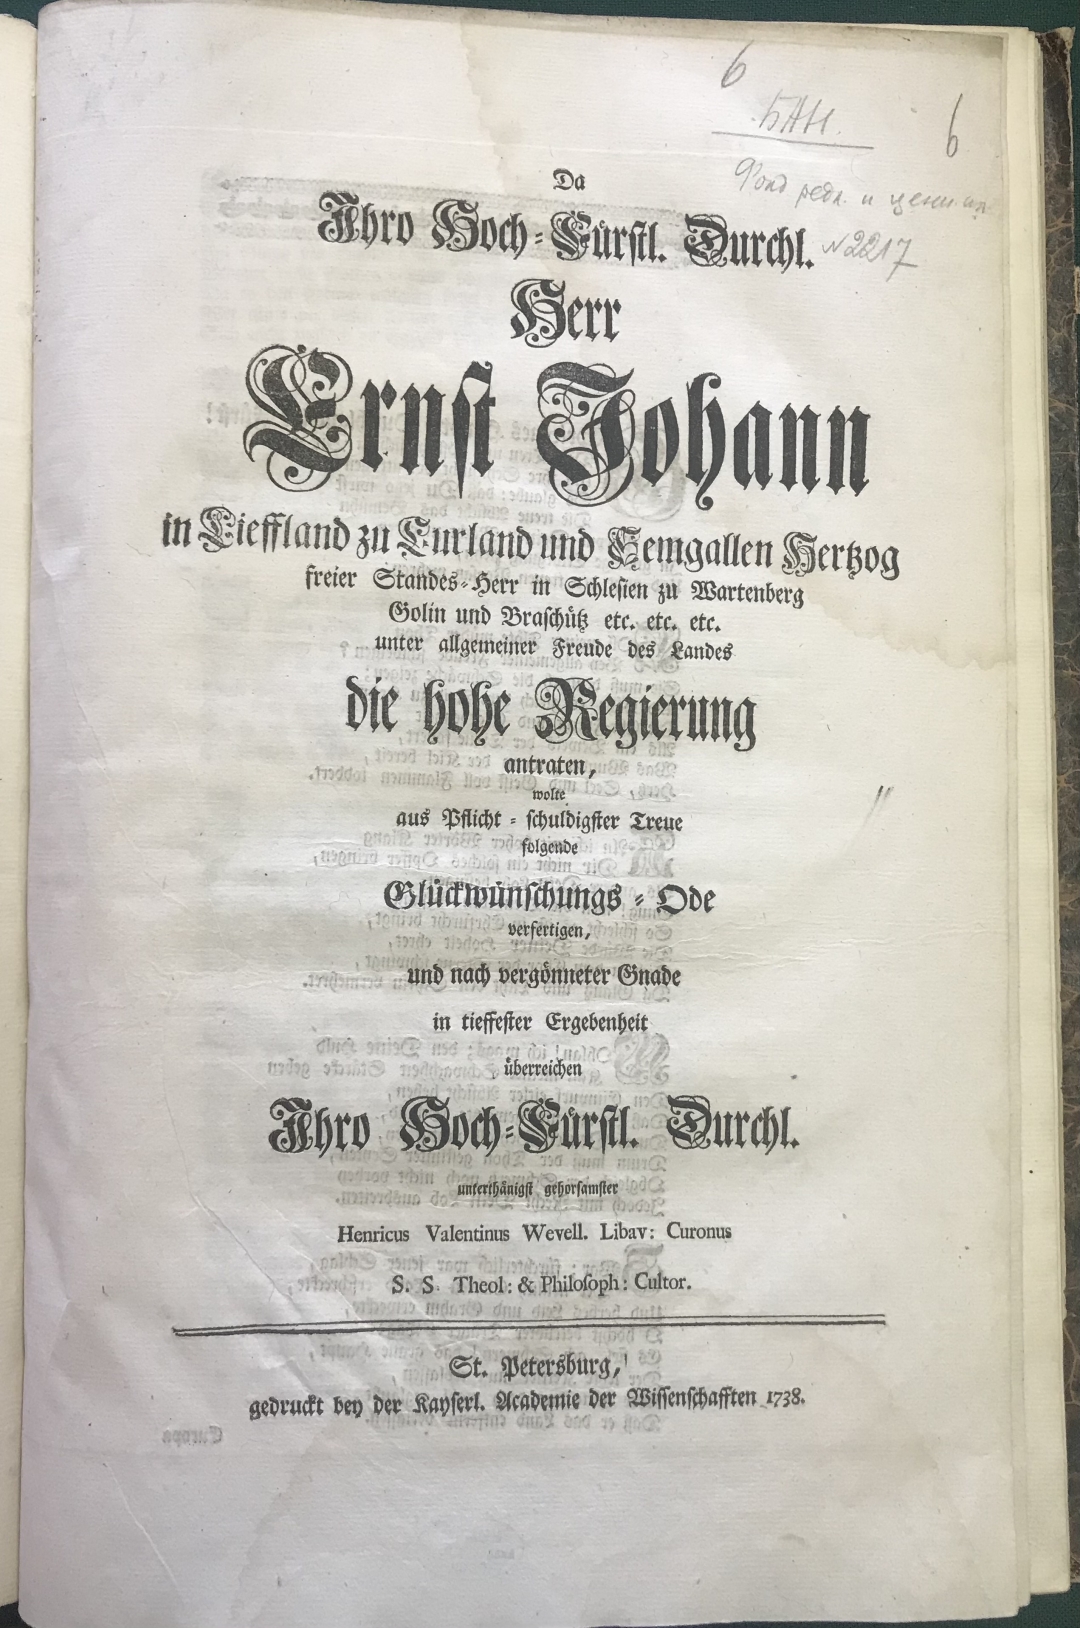 6
БАН.
6
Фонд редк. и
№ 2217
Da
Ihro Hoch-Fürstl. Durchl.
Herr
Ernst Johann
in Lieffland zu Curland und Semgallen Hertzog
freier Standes-Herr in Schlesien zu Wartenberg
Golin und Braschütz etc. etc. etc.
unter allgemeiner Freude des Landes
die hohe Regierung
antraten,
wolte
aus Pflicht-schuldigster Treue
folgende
Glückwünschungs-Ode
verfertigen,
und nach vergönneter Gnade
in tieffester Ergebenheit
überreichen
Ihro Hoch-Fürstl. Durchl.
unterthänigst gehorsamster
Henricus Valentinus Wevell. Libav: Curonus
S. S. Theol: & Philoſoph: Cultor.
St. Petersburg,
gedruckt bey der Kayserl. Academie der Wissenschafften 1738.